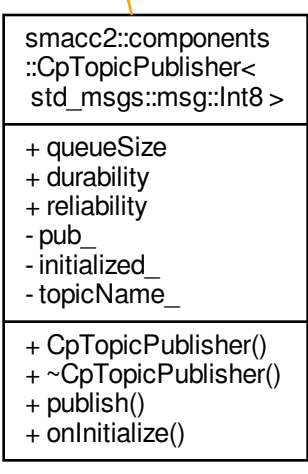 smacc2::components
::CpTopicPublisher<
std_msgs::msg::Int8 >
+ queueSize
+ durability
+ reliability
- pub_
- initialized_
- topicName_
+ CpTopicPublisher()
+ ~CpTopicPublisher()
+ publish()
+ onInitialize()